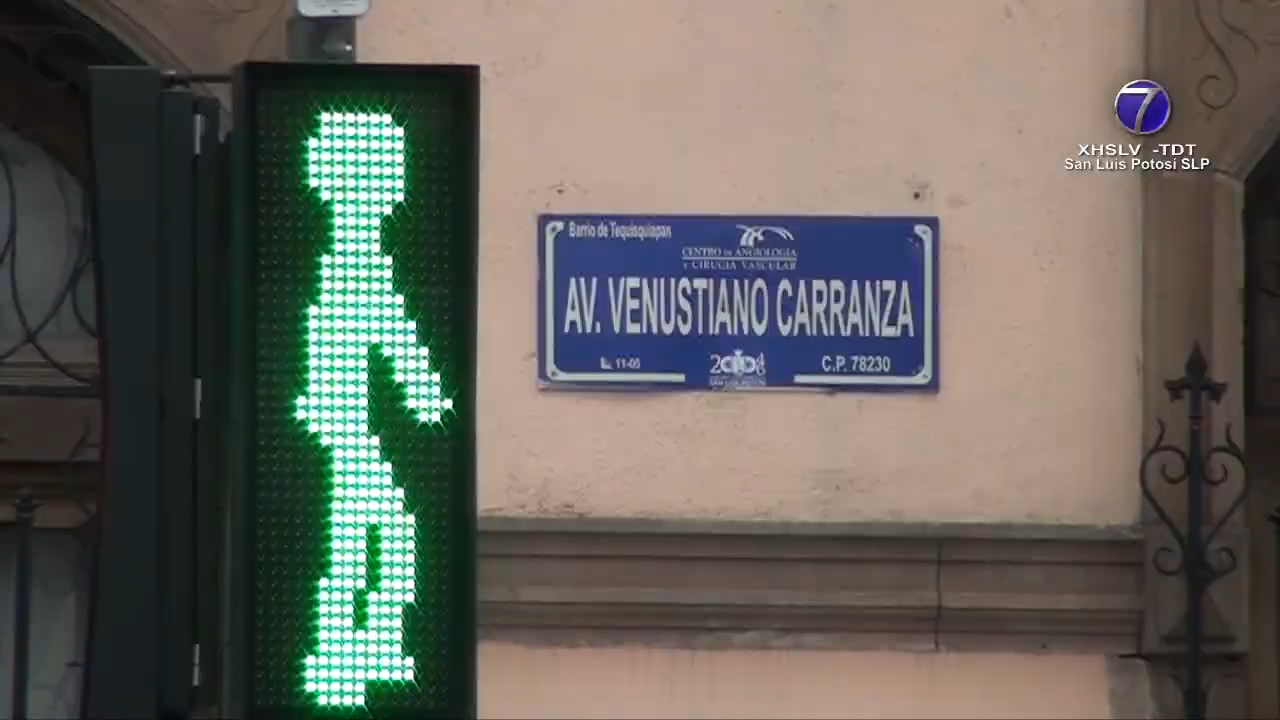 Barrio de Tequisquiapan
CENTRO DE ANGIOLOGIA
Y CIRUGIA VASCULAR
AV. VENUSTIANO CARRANZA
11-05
C.P. 78230
7
XHSLV -TDT
San Luis Potosí SLP